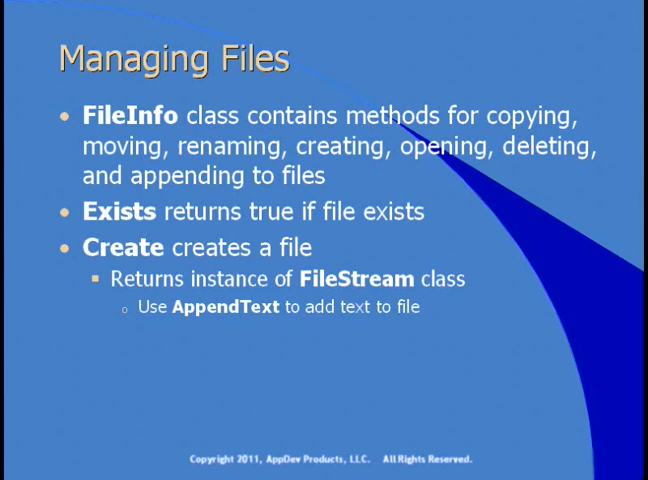 Managing Files
FileInfo class contains methods for copying,
moving, renaming, creating, opening, deleting,
and appending to files
Exists returns true if file exists
Create creates a file
Returns instance of FileStream class
Use AppendText to add text to file
Copyright 2011, AppDev Products, LLC. All Rights Reserved.